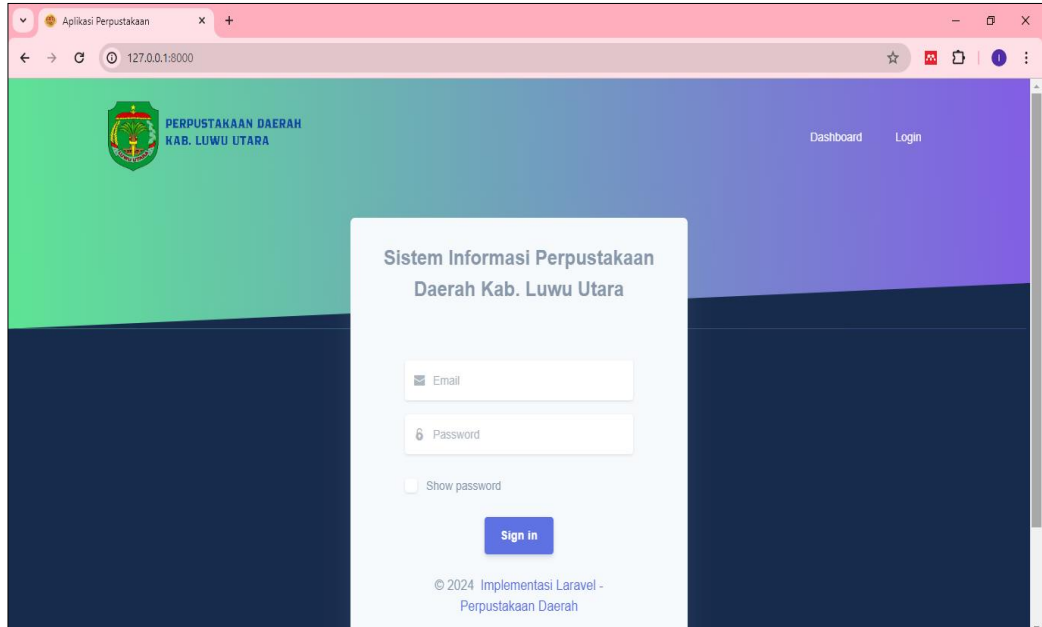 Aplikasi Perpustakaan
127.0.0.1:8000
PERPUSTAKAAN DAERAH
KAB. LUWU UTARA
Dashboard
Login
Sistem Informasi Perpustakaan
Daerah Kab. Luwu Utara
Email
Password
Show password
Sign in
© 2024 Implementasi Laravel -
Perpustakaan Daerah